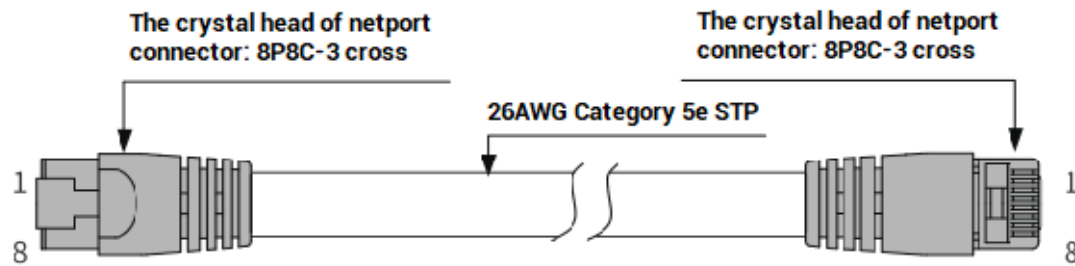 The crystal head of netport
connector: 8P8C-3 cross
The crystal head of netport
connector: 8P8C-3 cross
26AWG Category 5e STP
1
8
1
8